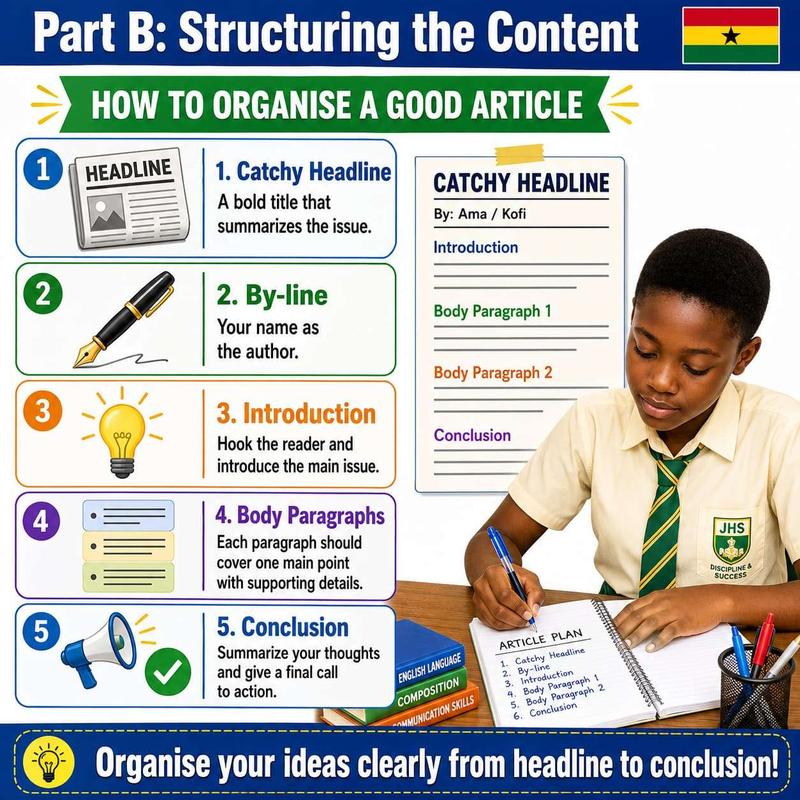 Part B: Structuring the Content
HOW TO ORGANISE A GOOD ARTICLE
1
HEADLINE
1. Catchy Headline
A bold title that
summarizes the issue.
2
2. By-line
Your name as
the author.
3
3. Introduction
Hook the reader and
introduce the main issue.
4
4. Body Paragraphs
Each paragraph should
cover one main point
with supporting details.
5
5. Conclusion
Summarize your thoughts
and give a final call
to action.
CATCHY HEADLINE
By: Ama / Kofi
Introduction
Body Paragraph 1
Body Paragraph 2
Conclusion
JHS
DISCIPLINE &
SUCCESS
ENGLISH LANGUAGE
COMPOSITION
COMMUNICATION SKILLS
ARTICLE PLAN
1. Catchy Headline
2. By-line
3. Introduction
4. Body Paragraph 1
5. Body Paragraph 2
6. Conclusion
Organise your ideas clearly from headline to conclusion!